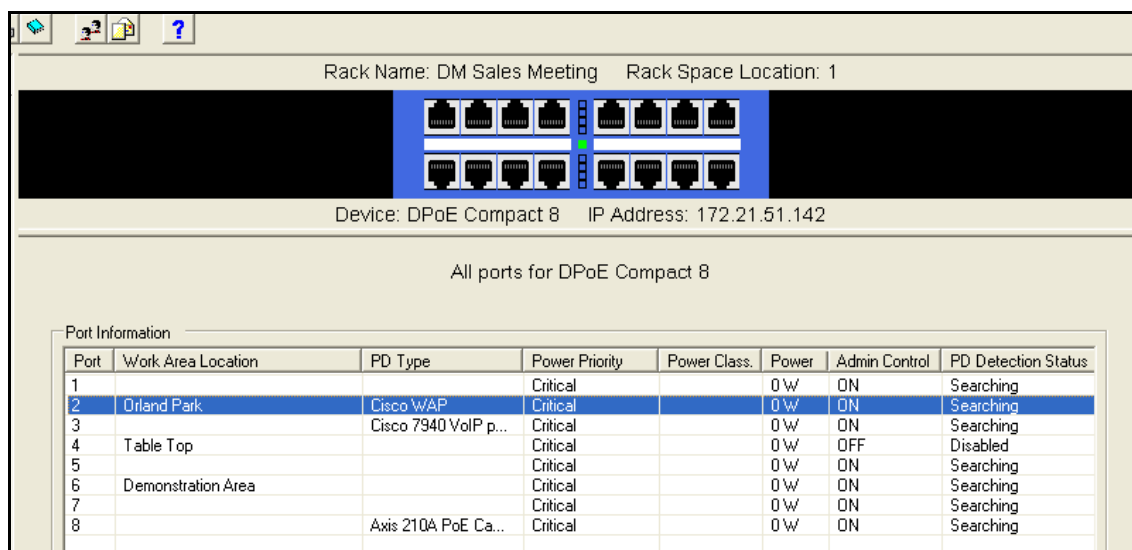 ?
Rack Name: DM Sales Meeting Rack Space Location: 1
Device: DPoE Compact 8 IP Address: 172.21.51.142
All ports for DPoE Compact 8
Port Information
Port Work Area Location PD Type Power Priority Power Class. Power Admin Control PD Detection Status
1 Critical 0 W ON Searching
2 Orland Park Cisco WAP Critical 0 W ON Searching
3 Cisco 7940 VoIP p... Critical 0 W ON Searching
4 Table Top Critical 0 W OFF Disabled
5 Critical 0 W ON Searching
6 Demonstration Area Critical 0 W ON Searching
7 Critical 0 W ON Searching
8 Axis 210A PoE Ca... Critical 0 W ON Searching